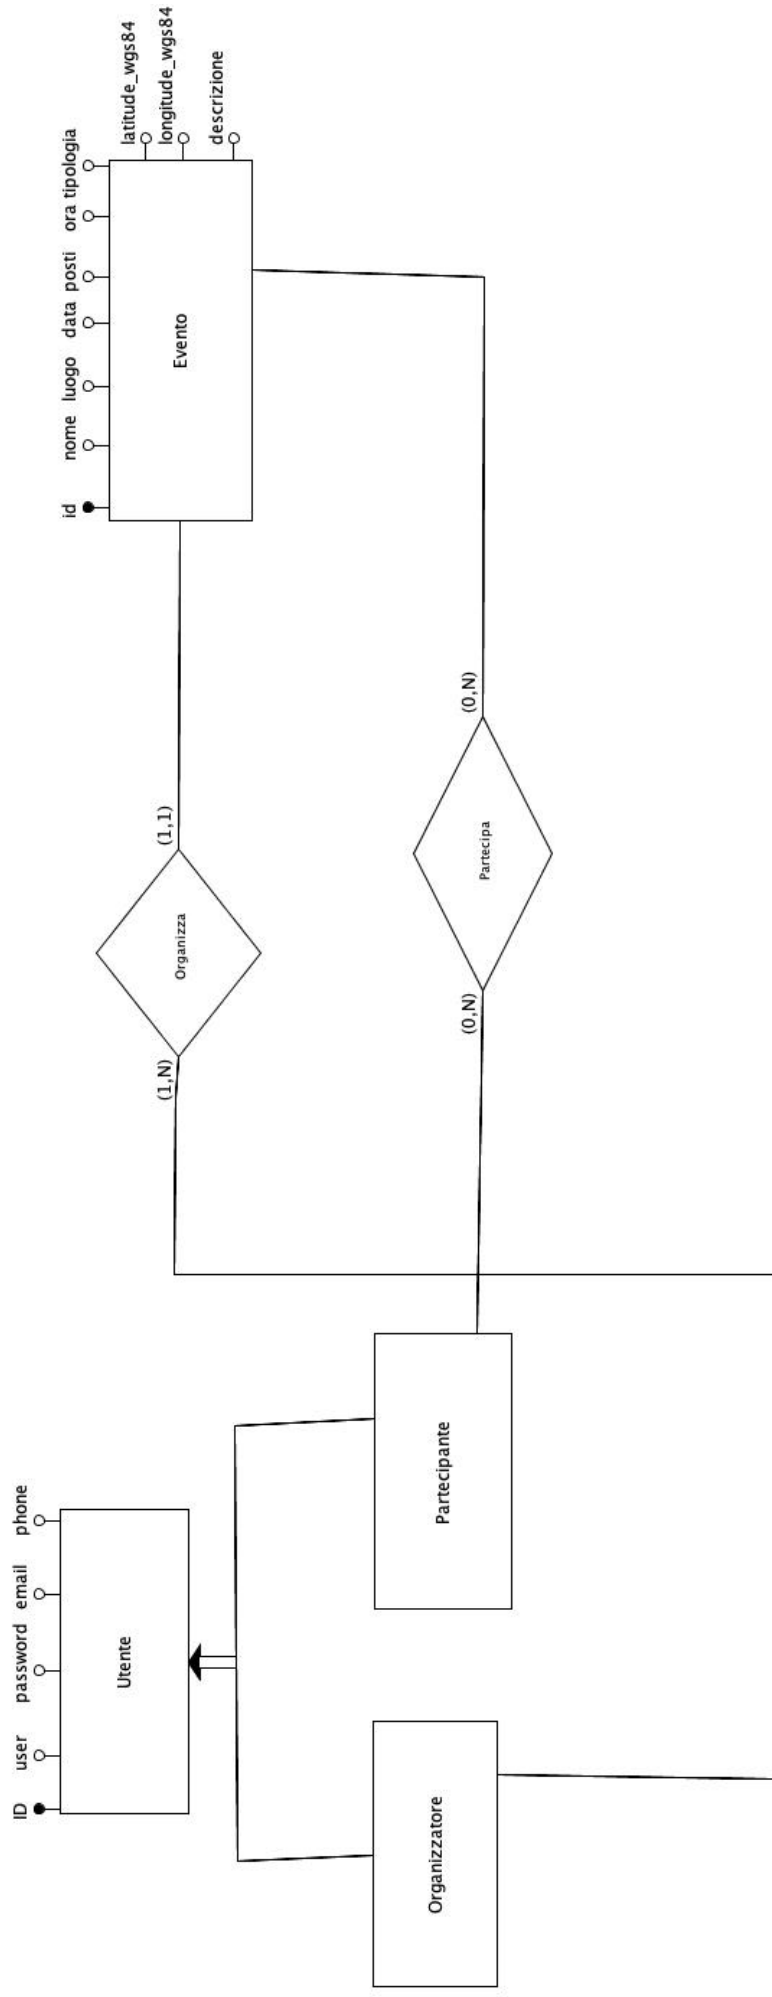 ID
user
password
email
phone
Utente
Organizzatore
Partecipante
(1,N)
Organizza
(1,1)
(0,N)
Partecipa
(0,N)
id
nome
luogo
data
posti
ora
tipologia
latitude_wgs84
longitude_wgs84
descrizione
Evento